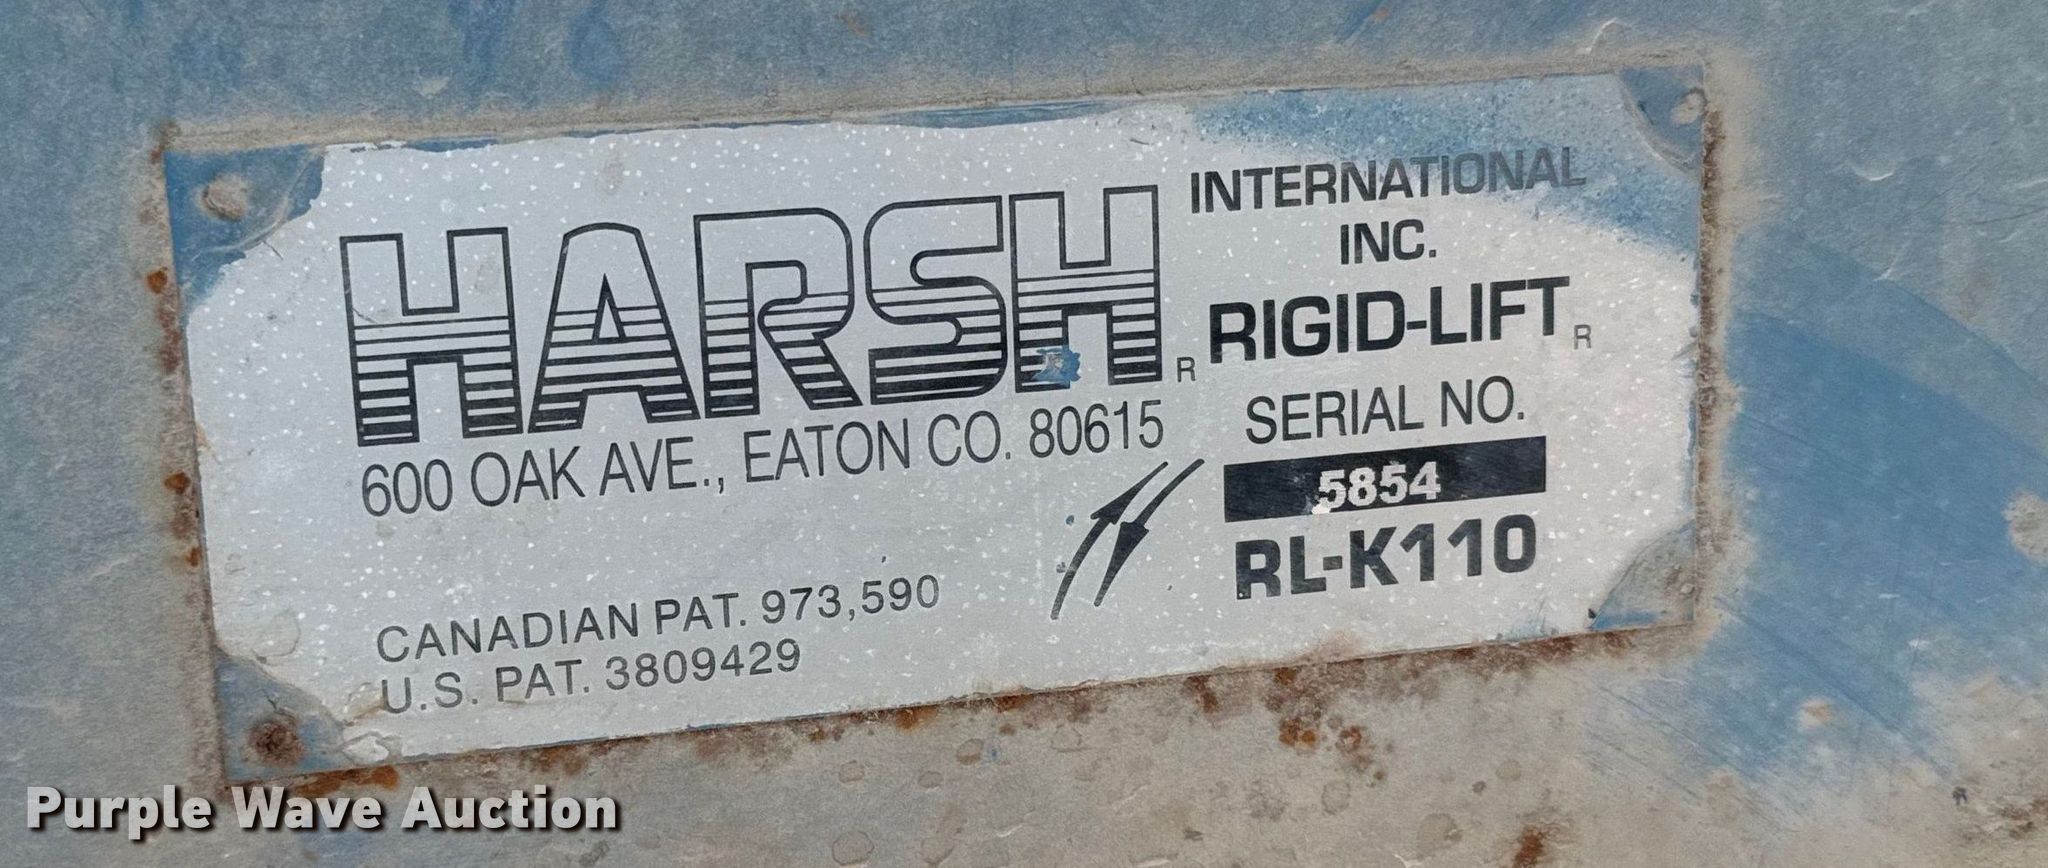 HARSH R
600 OAK AVE., EATON CO. 80615
CANADIAN PAT. 973,590
U.S. PAT. 3809429
INTERNATIONAL
INC.
RIGID-LIFT R
SERIAL NO.
5854
RL-K110
Purple Wave Auction